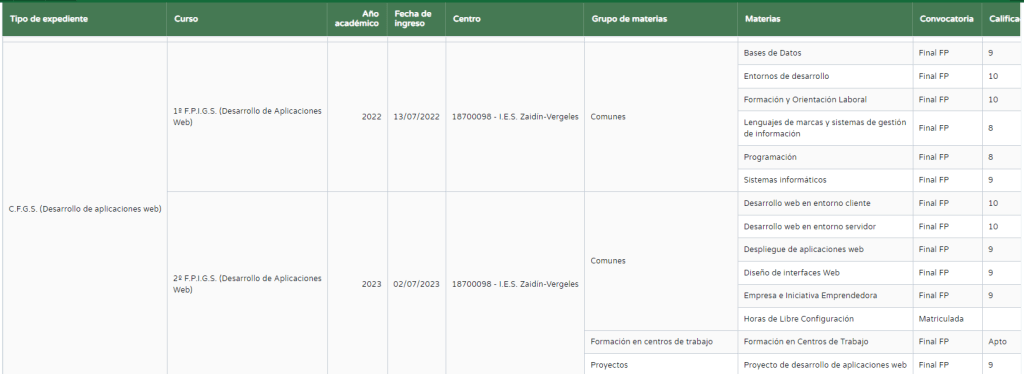 Tipo de expediente Curso Año académico Fecha de ingreso Centro Grupo de materias Materias Convocatoria Califica
C.F.G.S. (Desarrollo de aplicaciones web)
1º F.P.I.G.S. (Desarrollo de Aplicaciones
Web)
2022 13/07/2022 18700098 - I.E.S. Zaidín-Vergeles Comunes
Bases de Datos Final FP 9
Entornos de desarrollo Final FP 10
Formación y Orientación Laboral Final FP 10
Lenguajes de marcas y sistemas de gestión
de información Final FP 8
Programación Final FP 8
Sistemas informáticos Final FP 9
2º F.P.I.G.S. (Desarrollo de Aplicaciones
Web)
2023 02/07/2023 18700098 - I.E.S. Zaidín-Vergeles Comunes
Desarrollo web en entorno cliente Final FP 10
Desarrollo web en entorno servidor Final FP 10
Despliegue de aplicaciones web Final FP 9
Diseño de interfaces Web Final FP 9
Empresa e Iniciativa Emprendedora Final FP 9
Horas de Libre Configuración Matriculada
Formación en centros de trabajo Formación en Centros de Trabajo Final FP Apto
Proyectos Proyecto de desarrollo de aplicaciones web Final FP 9